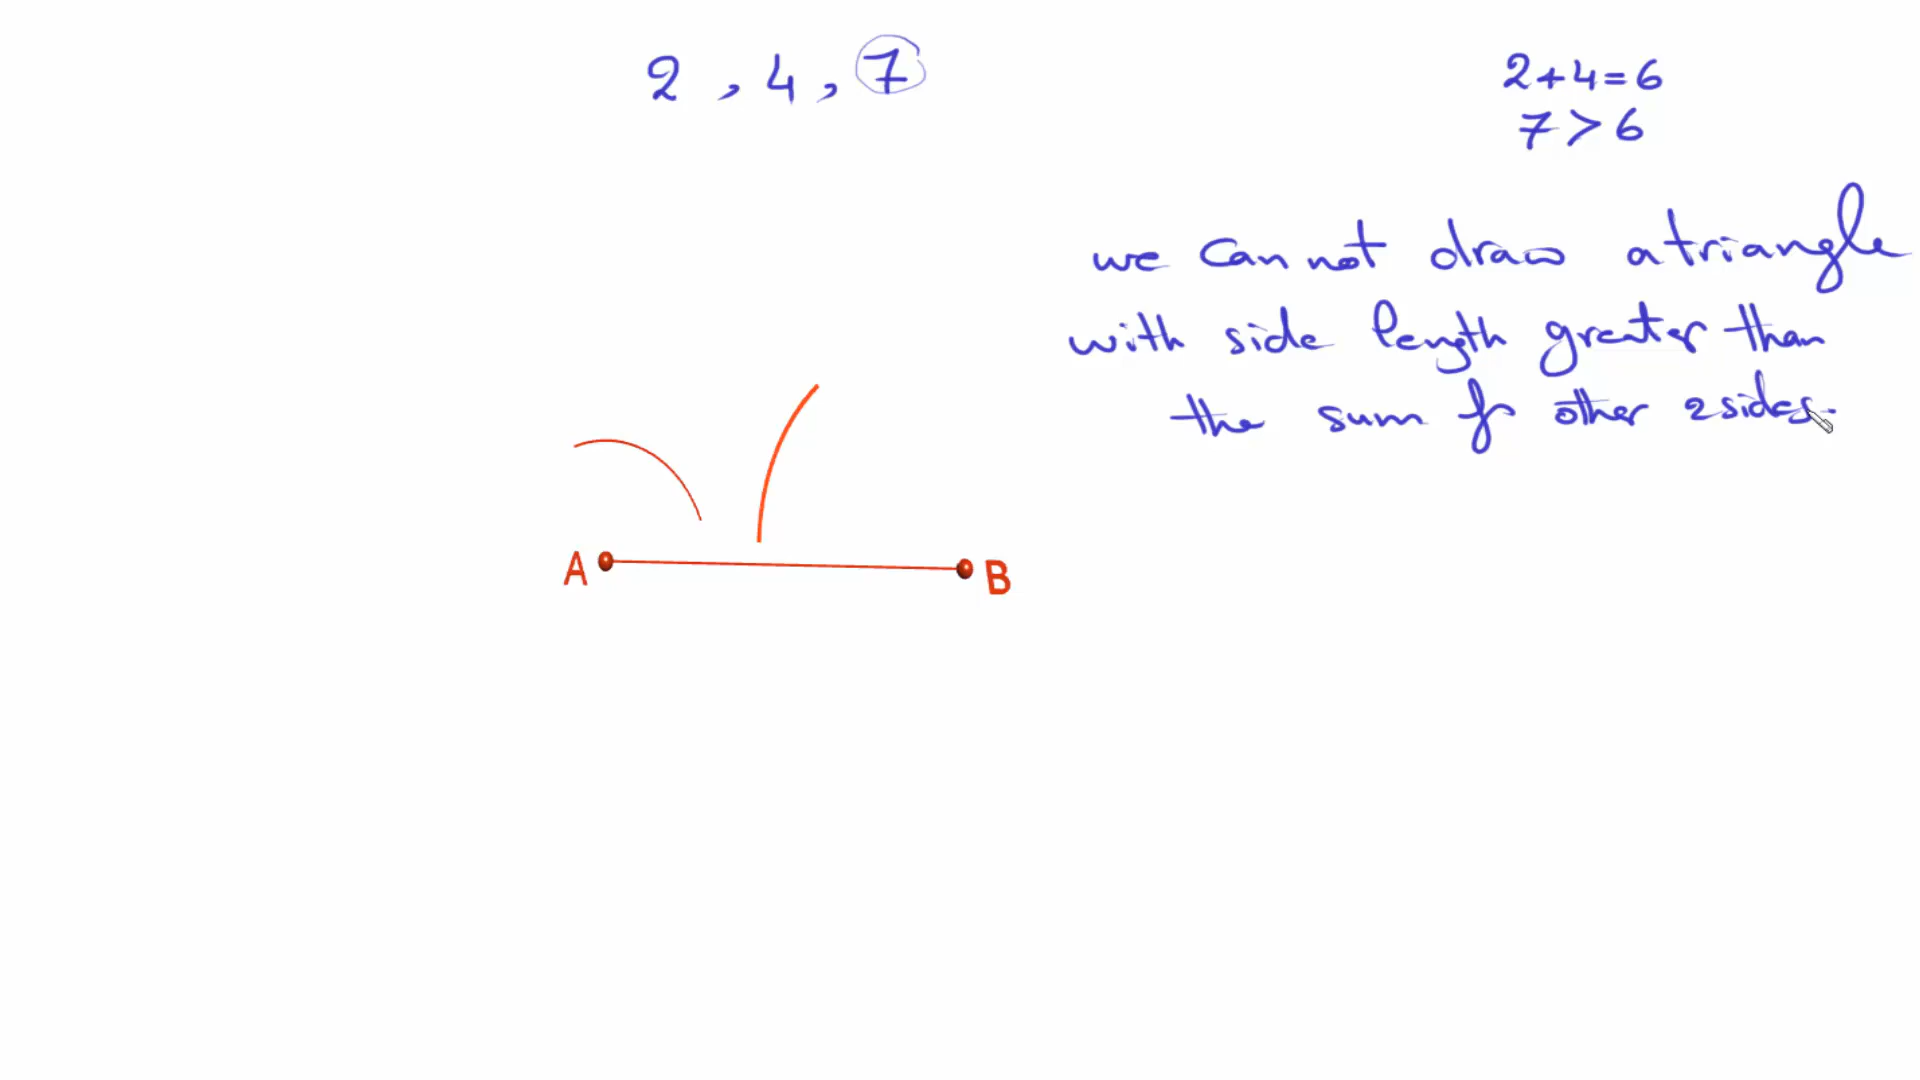 2 , 4 , 7
2+4=6
7>6
we can not draw a triangle
with side length greater than
the sum of other 2 sides.
A B